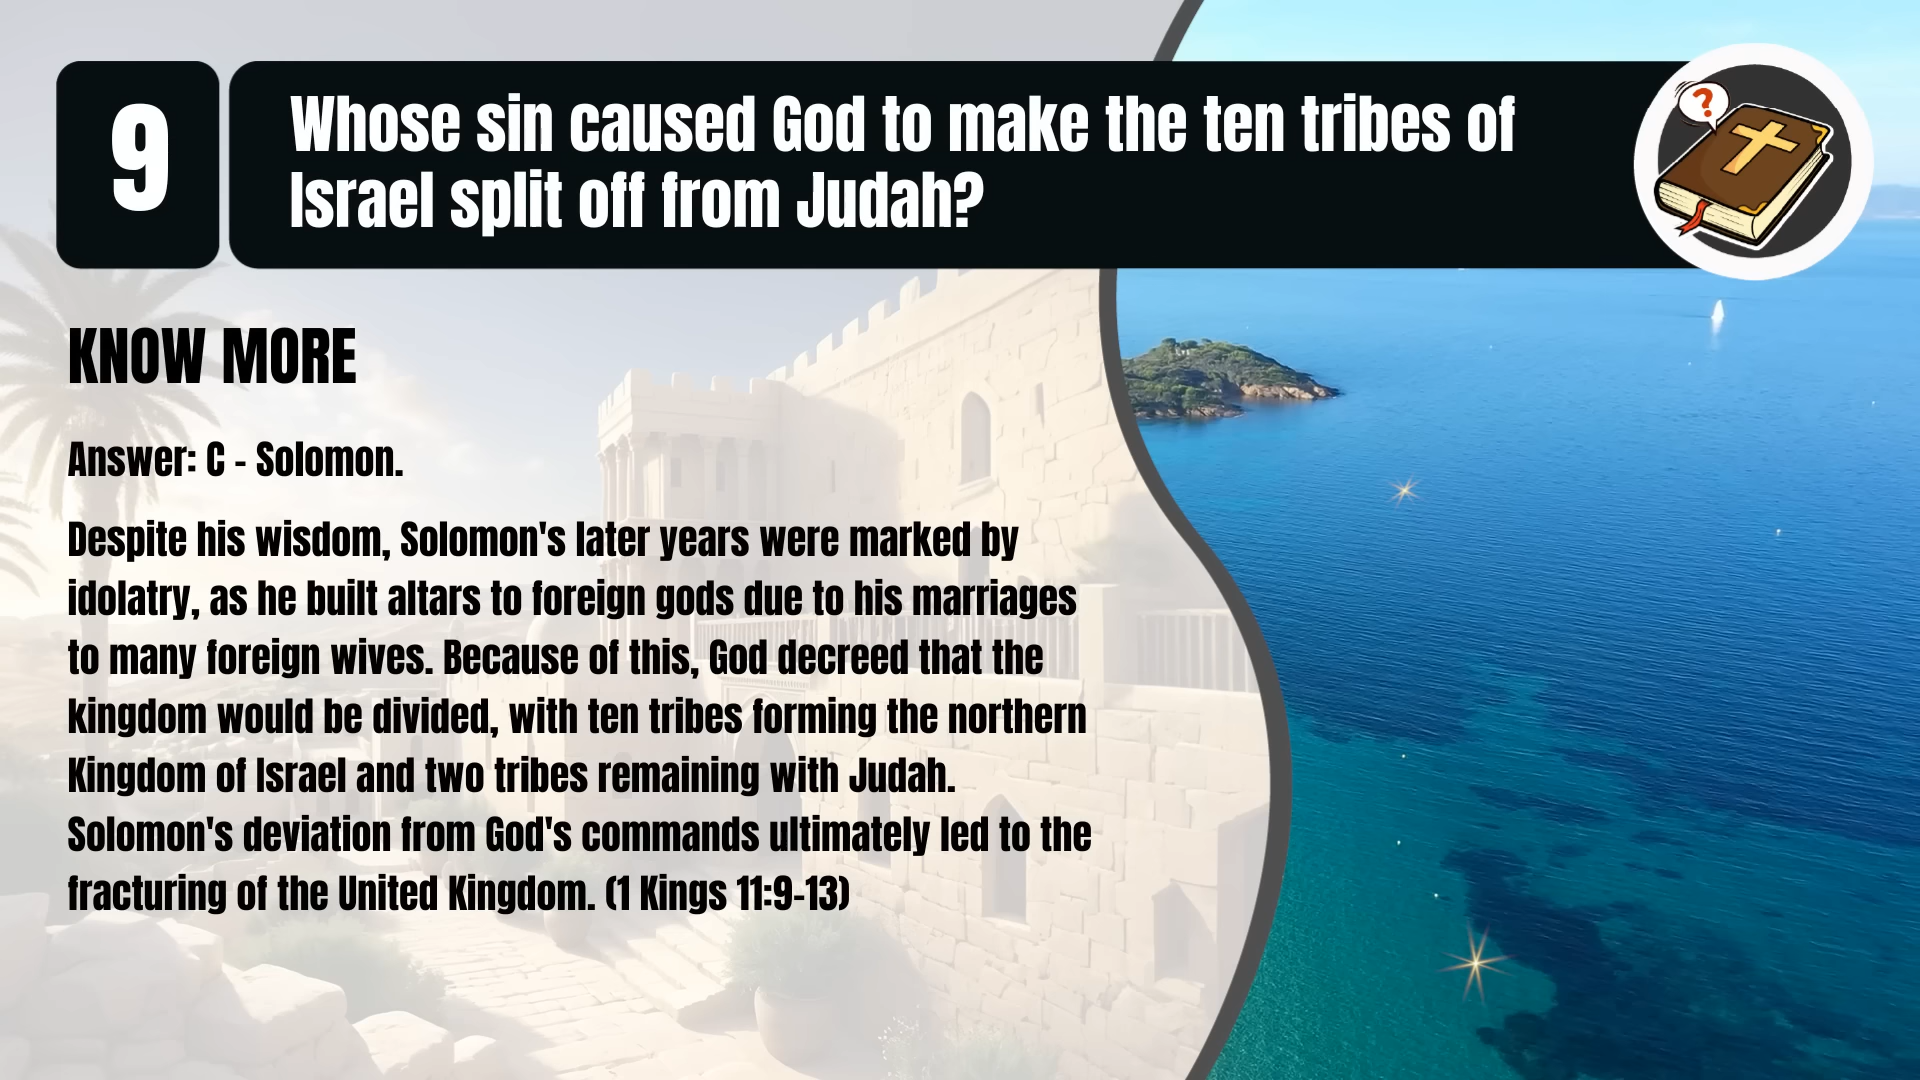 9
Whose sin caused God to make the ten tribes of
Israel split off from Judah?
?
KNOW MORE
Answer: C - Solomon.
Despite his wisdom, Solomon's later years were marked by
idolatry, as he built altars to foreign gods due to his marriages
to many foreign wives. Because of this, God decreed that the
kingdom would be divided, with ten tribes forming the northern
Kingdom of Israel and two tribes remaining with Judah.
Solomon's deviation from God's commands ultimately led to the
fracturing of the United Kingdom. (1 Kings 11:9-13)